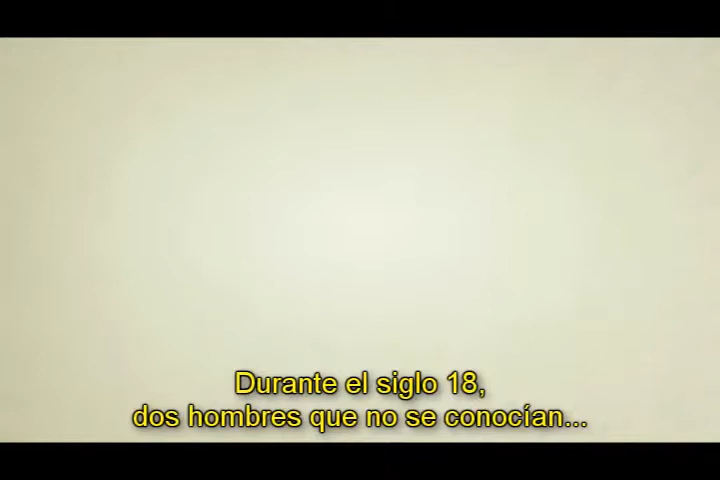 Durante el siglo 18,
dos hombres que no se conocían...